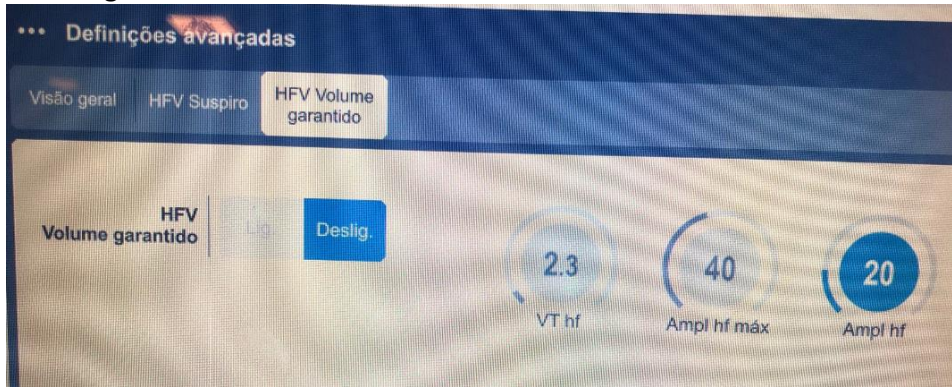 ••• Definições avançadas
Visão geral
HFV Suspiro
HFV Volume
garantido
HFV
Volume garantido
Lig.
Deslig.
2.3
VT hf
40
Ampl hf máx
20
Ampl hf